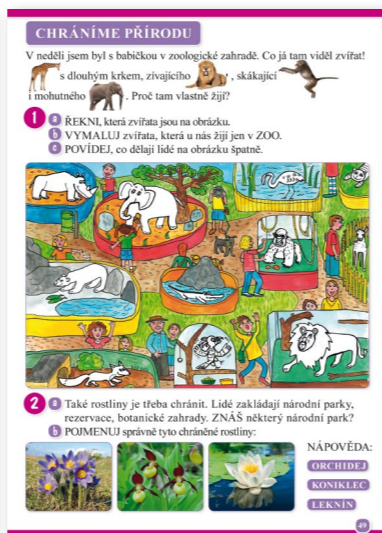 CHRÁNÍME PŘÍRODU
V neděli jsem byl s babičkou v zoologické zahradě. Co já tam viděl zvířat!
s dlouhým krkem, zívajícího , skákající
i mohutného . Proč tam vlastně žijí?
1 a ŘEKNI, která zvířata jsou na obrázku.
b VYMALUJ zvířata, která u nás žijí jen v ZOO.
c POVÍDEJ, co dělají lidé na obrázku špatně.
2 a Také rostliny je třeba chránit. Lidé zakládají národní parky,
rezervace, botanické zahrady. ZNÁŠ některý národní park?
b POJMENUJ správně tyto chráněné rostliny:
NÁPOVĚDA:
ORCHIDEJ
KONIKLEC
LEKNÍN
49